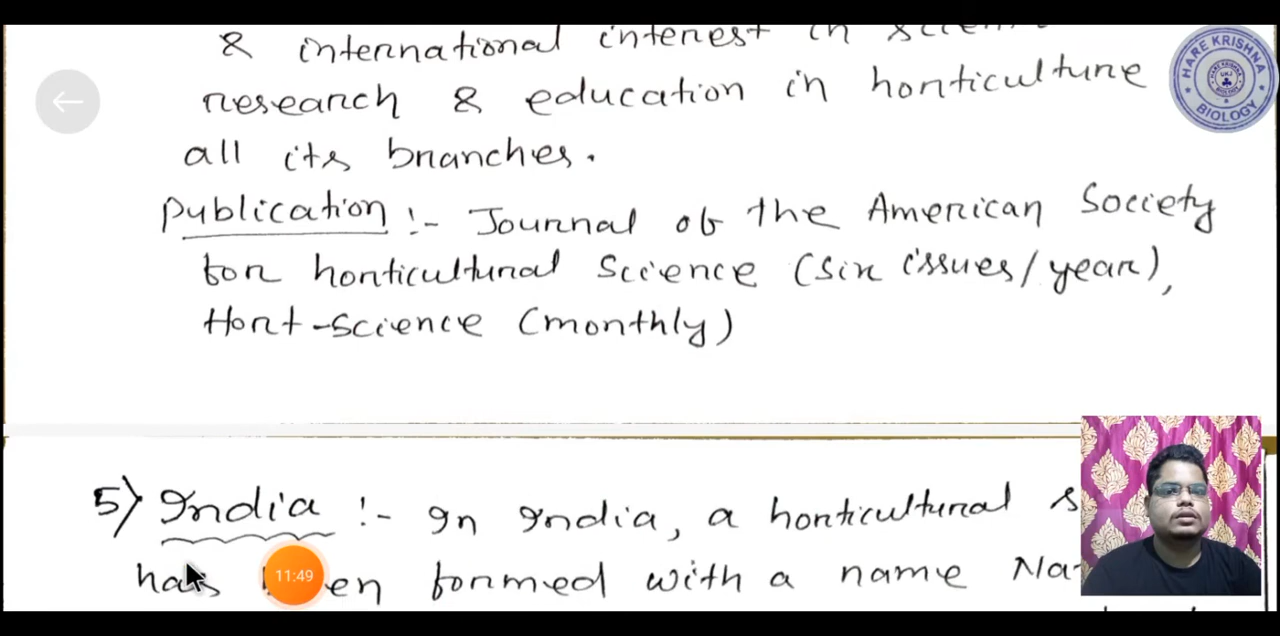 & international interest in
research & education in horticulture
all its branches.
Publication :- Journal of the American Society
for horticultural Science (six issues/year),
Hort-science (monthly)
5) India :- In India, a horticultural s
has en formed with a name Nat
11:49
HARE KRISHNA
UKJ
BIOLOGY